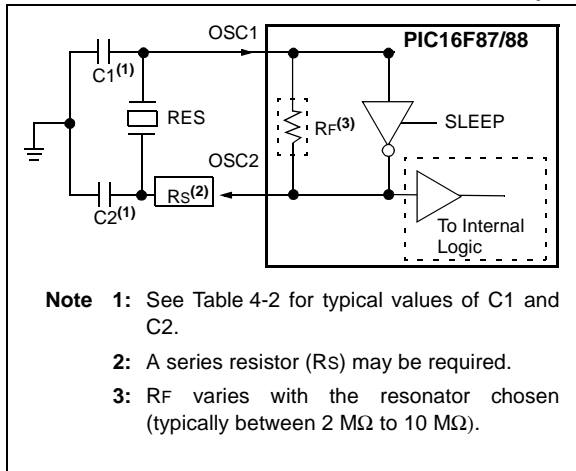 OSC1
PIC16F87/88
C1(1)
RES
RF(3)
SLEEP
OSC2
C2(1)
RS(2)
To Internal
Logic
Note 1: See Table 4-2 for typical values of C1 and
C2.
2: A series resistor (RS) may be required.
3: RF varies with the resonator chosen
(typically between 2 MΩ to 10 MΩ).